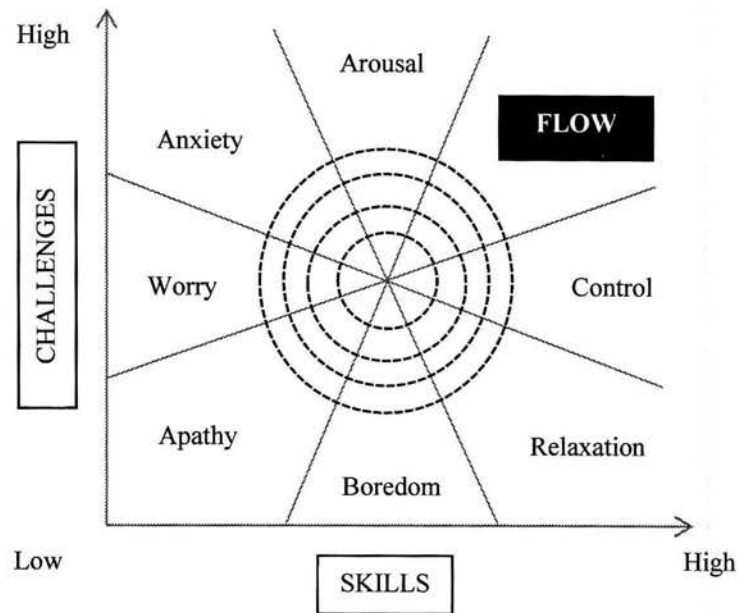 High
Arousal
FLOW
Anxiety
CHALLENGES
Worry
Control
Apathy
Relaxation
Boredom
Low
SKILLS
High